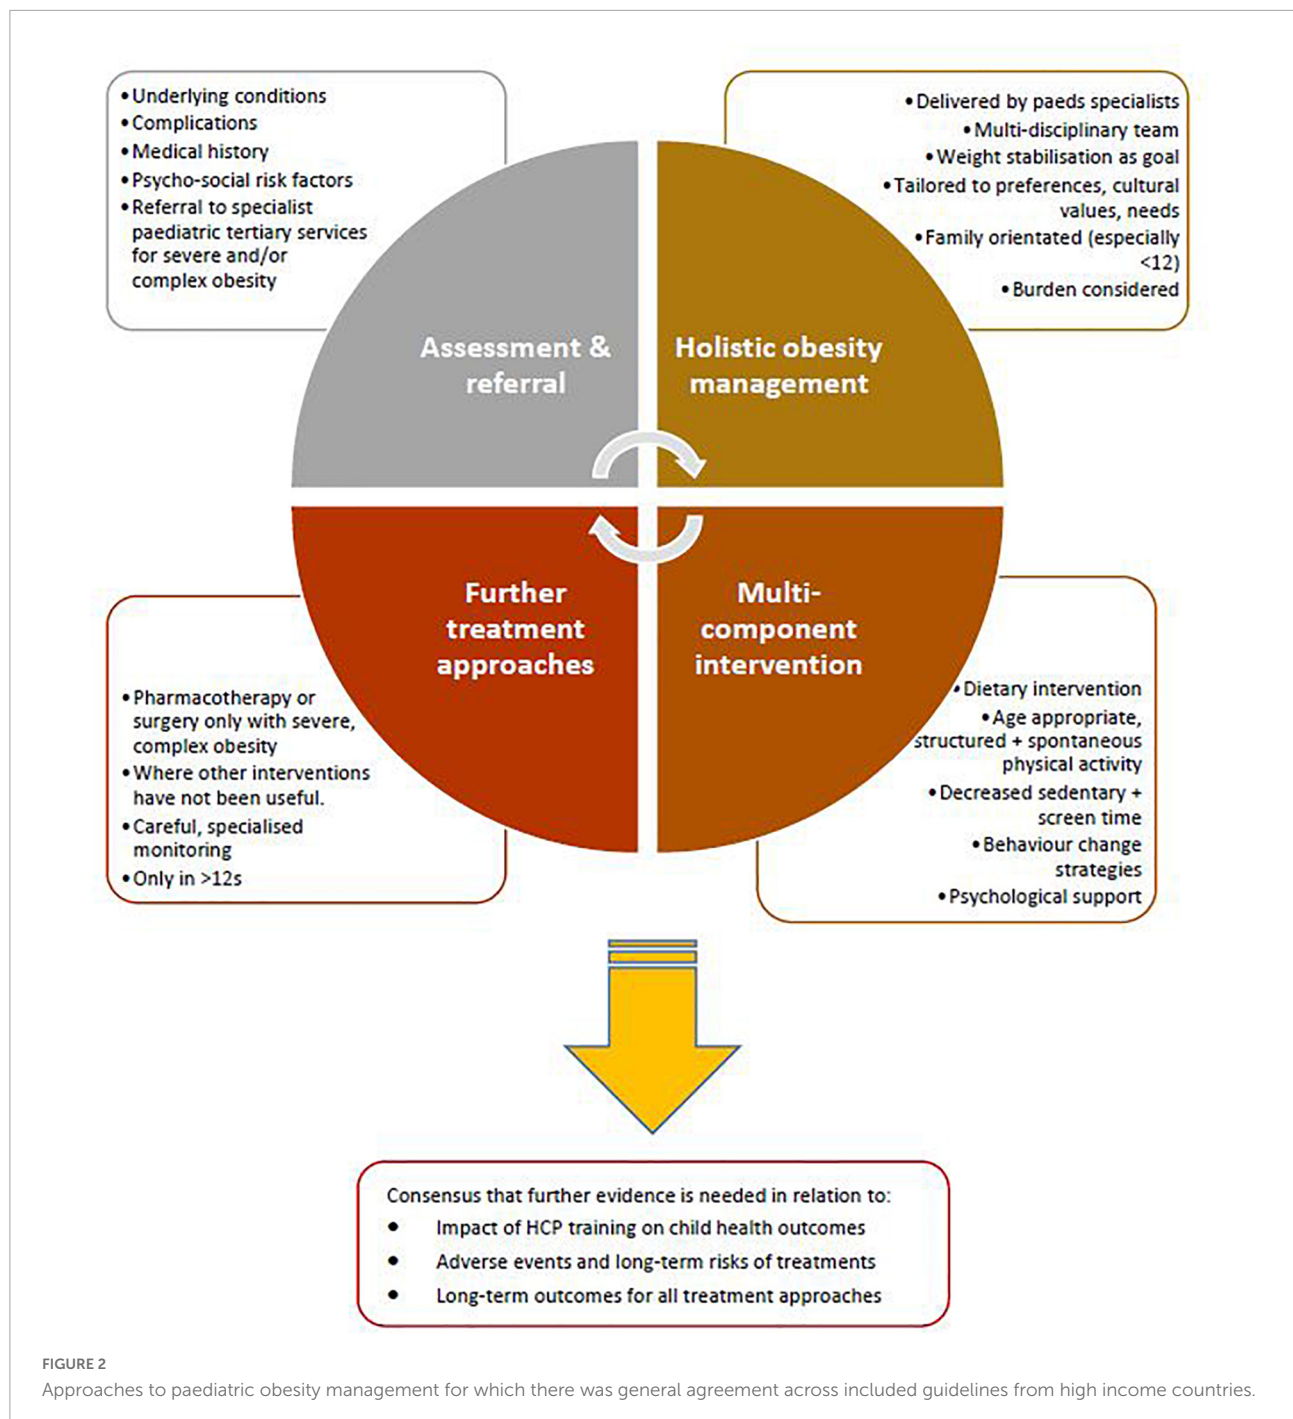 •Underlying conditions
•Complications
•Medical history
•Psycho-social risk factors
•Referral to specialist
paediatric tertiary services
for severe and/or
complex obesity
•Delivered by paeds specialists
•Multi-disciplinary team
•Weight stabilisation as goal
•Tailored to preferences, cultural
values, needs
•Family orientated (especially
<12)
•Burden considered
Assessment &
referral
Holistic obesity
management
Further
treatment
approaches
Multi-
component
intervention
•Pharmacotherapy or
surgery only with severe,
complex obesity
•Where other interventions
have not been useful.
•Careful, specialised
monitoring
•Only in >12s
•Dietary intervention
•Age appropriate,
structured + spontaneous
physical activity
•Decreased sedentary +
screen time
•Behaviour change
strategies
•Psychological support
Consensus that further evidence is needed in relation to:
• Impact of HCP training on child health outcomes
• Adverse events and long-term risks of treatments
• Long-term outcomes for all treatment approaches
FIGURE 2
Approaches to paediatric obesity management for which there was general agreement across included guidelines from high income countries.